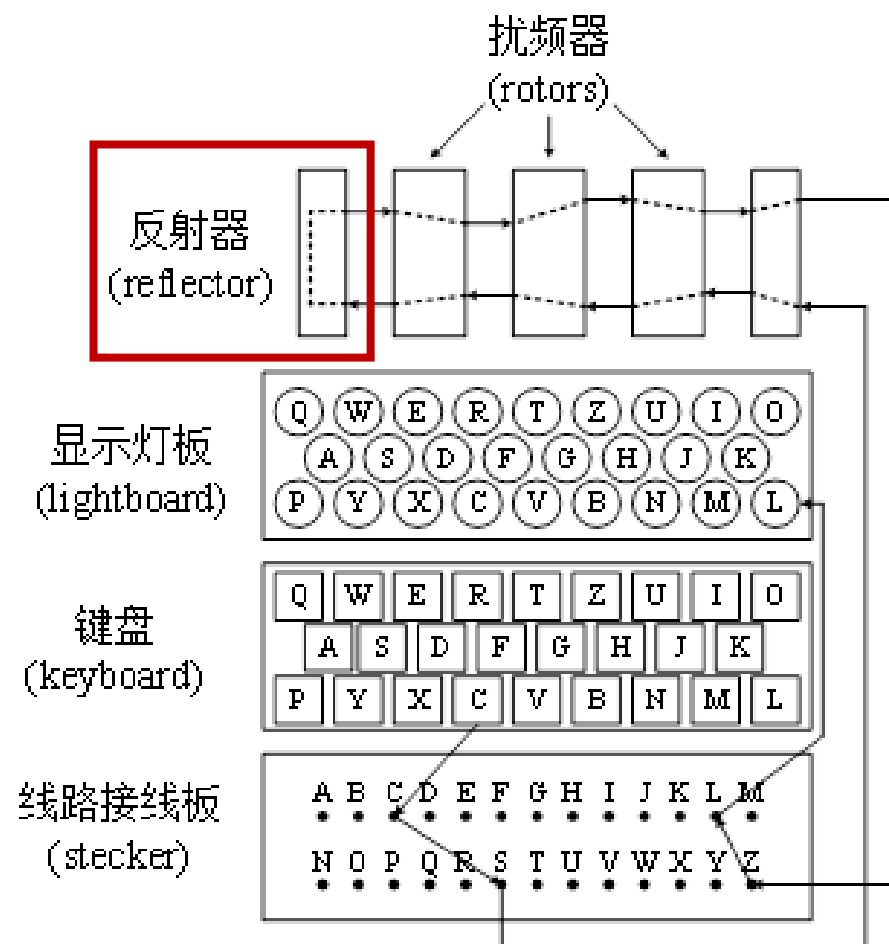 扰频器
(rotors)
反射器
(reflector)
显示灯板
(lightboard)
Q W E R T Z U I O
A S D F G H J K
P Y X C V B N M L
键盘
(keyboard)
Q W E R T Z U I O
A S D F G H J K
P Y X C V B N M L
线路接线板
(stecker)
A B C D E F G H I J K L M
N O P Q R S T U V W X Y Z